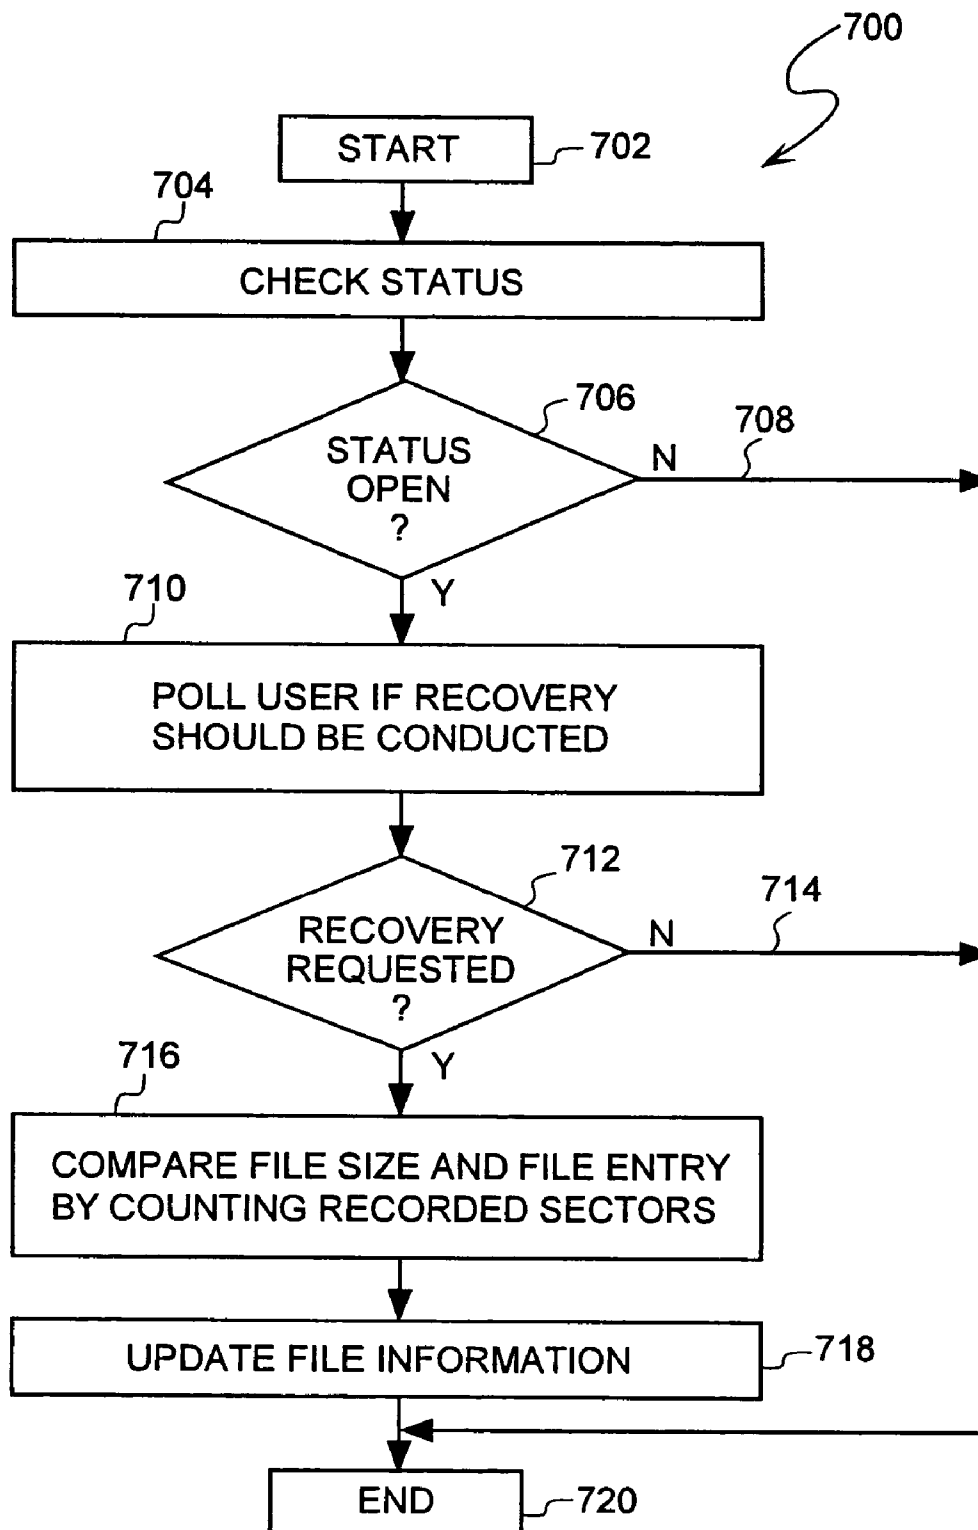 700
START
702
704
CHECK STATUS
706
708
STATUS
OPEN
?
N
Y
710
POLL USER IF RECOVERY
SHOULD BE CONDUCTED
712
714
RECOVERY
REQUESTED
?
N
Y
716
COMPARE FILE SIZE AND FILE ENTRY
BY COUNTING RECORDED SECTORS
UPDATE FILE INFORMATION
718
END
720